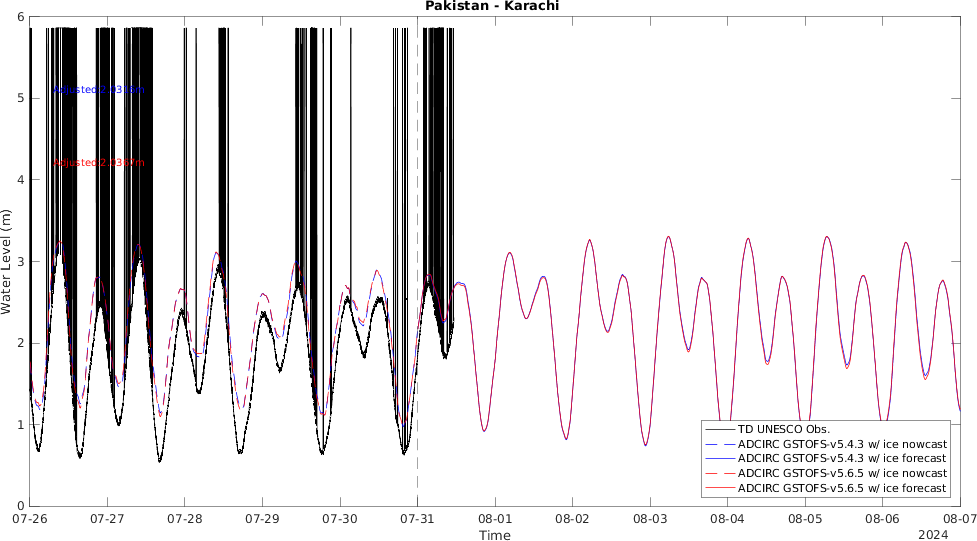 Pakistan - Karachi
6
5
4
3
2
1
0
Water Level (m)
07-26 07-27 07-28 07-29 07-30 07-31 08-01 08-02 08-03 08-04 08-05 08-06 08-07
Time
2024
TD UNESCO Obs.
ADCIRC GSTOFS-v5.4.3 w/ ice nowcast
ADCIRC GSTOFS-v5.4.3 w/ ice forecast
ADCIRC GSTOFS-v5.6.5 w/ ice nowcast
ADCIRC GSTOFS-v5.6.5 w/ ice forecast